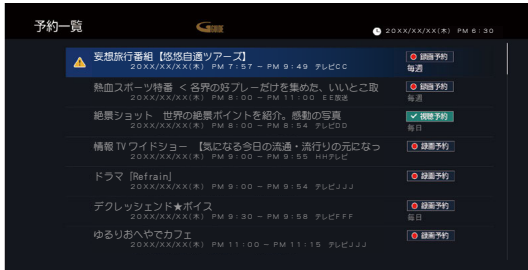 予約一覧
G GUIDE
20XX/XX/XX(木) PM 6:30
妄想旅行番組【悠悠自適ツアーズ】
録画予約
20XX/XX/XX(木) PM 7:57 － PM 9:49 テレビCC
毎週
熱血スポーツ特番 ＜各界の好プレーだけを集めた、いいとこ取
録画予約
20XX/XX/XX(木) PM 8:00 － PM 11:00 EE放送
毎週
絶景ショット 世界の絶景ポイントを紹介。感動の写真
視聴予約
20XX/XX/XX(木) PM 8:00 － PM 8:54 テレビDD
毎日
情報TVワイドショー 【気になる今日の流通・流行りの元になっ
録画予約
20XX/XX/XX(木) PM 9:00 － PM 9:55 HHテレビ
ドラマ「Refrain」
録画予約
20XX/XX/XX(木) PM 9:00 － PM 9:54 テレビJJJ
デクレッシェンド★ボイス
録画予約
20XX/XX/XX(木) PM 9:30 － PM 9:58 テレビFFF
毎日
ゆるりおへやでカフェ
録画予約
20XX/XX/XX(木) PM 11:00 － PM 11:15 テレビJJJ